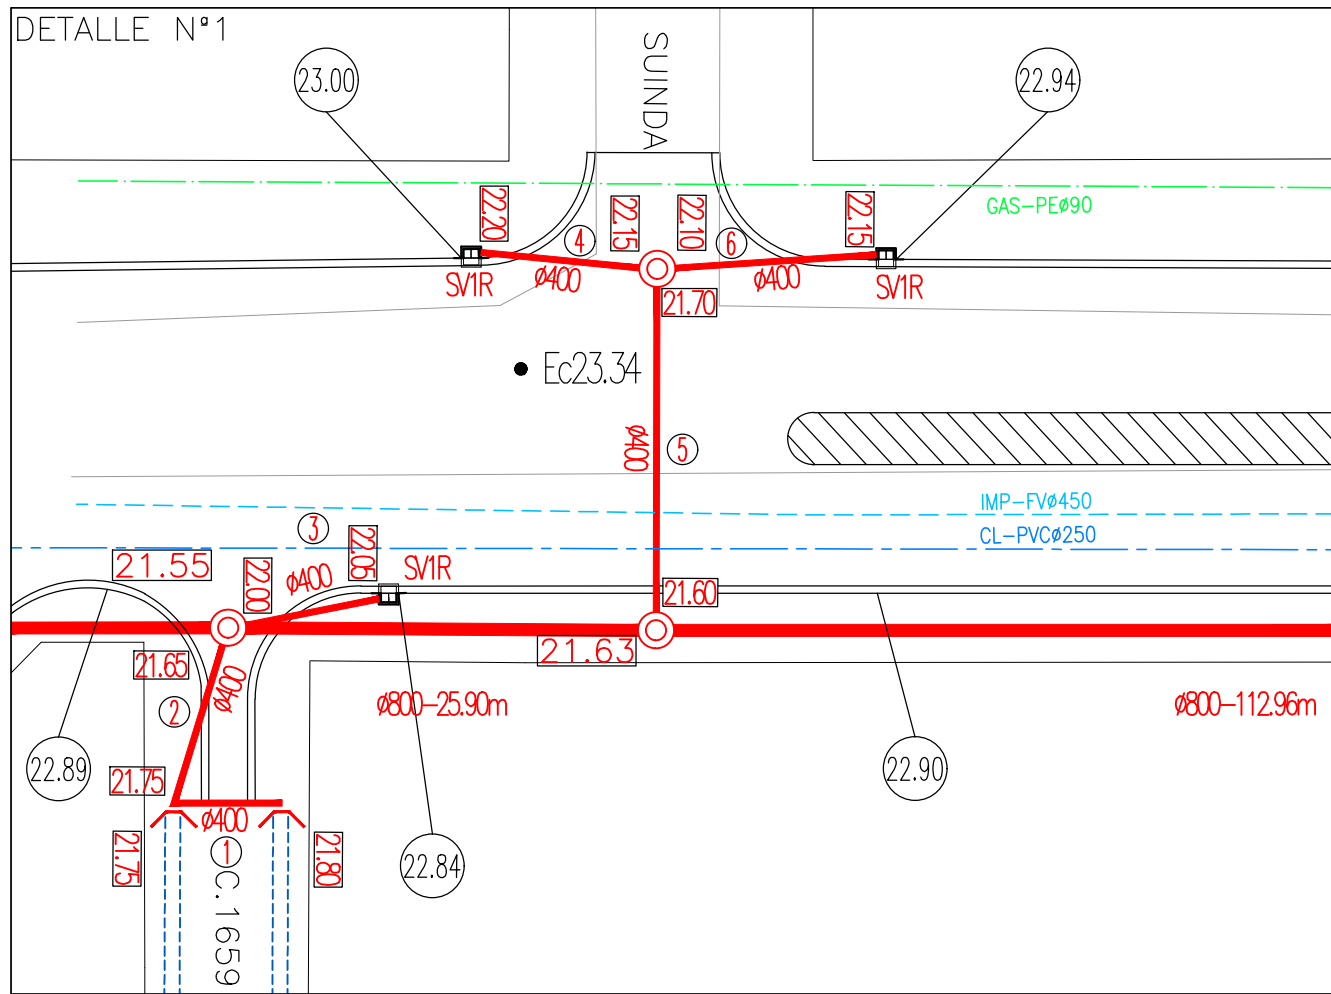 DETALLE Nº1
SUINDA
23.00
22.94
GAS-PEø90
22.20
22.15
22.10
22.15
4
6
SV1R
ø400
ø400
SV1R
21.70
Ec23.34
ø400
5
IMP-FVø450
CL-PVCø250
3
22.05
21.55
22.00
ø400
SV1R
21.60
21.63
21.65
ø400
2
ø800-25.90m
ø800-112.96m
22.89
21.75
22.90
ø400
21.75
1
21.80
22.84
C.1659